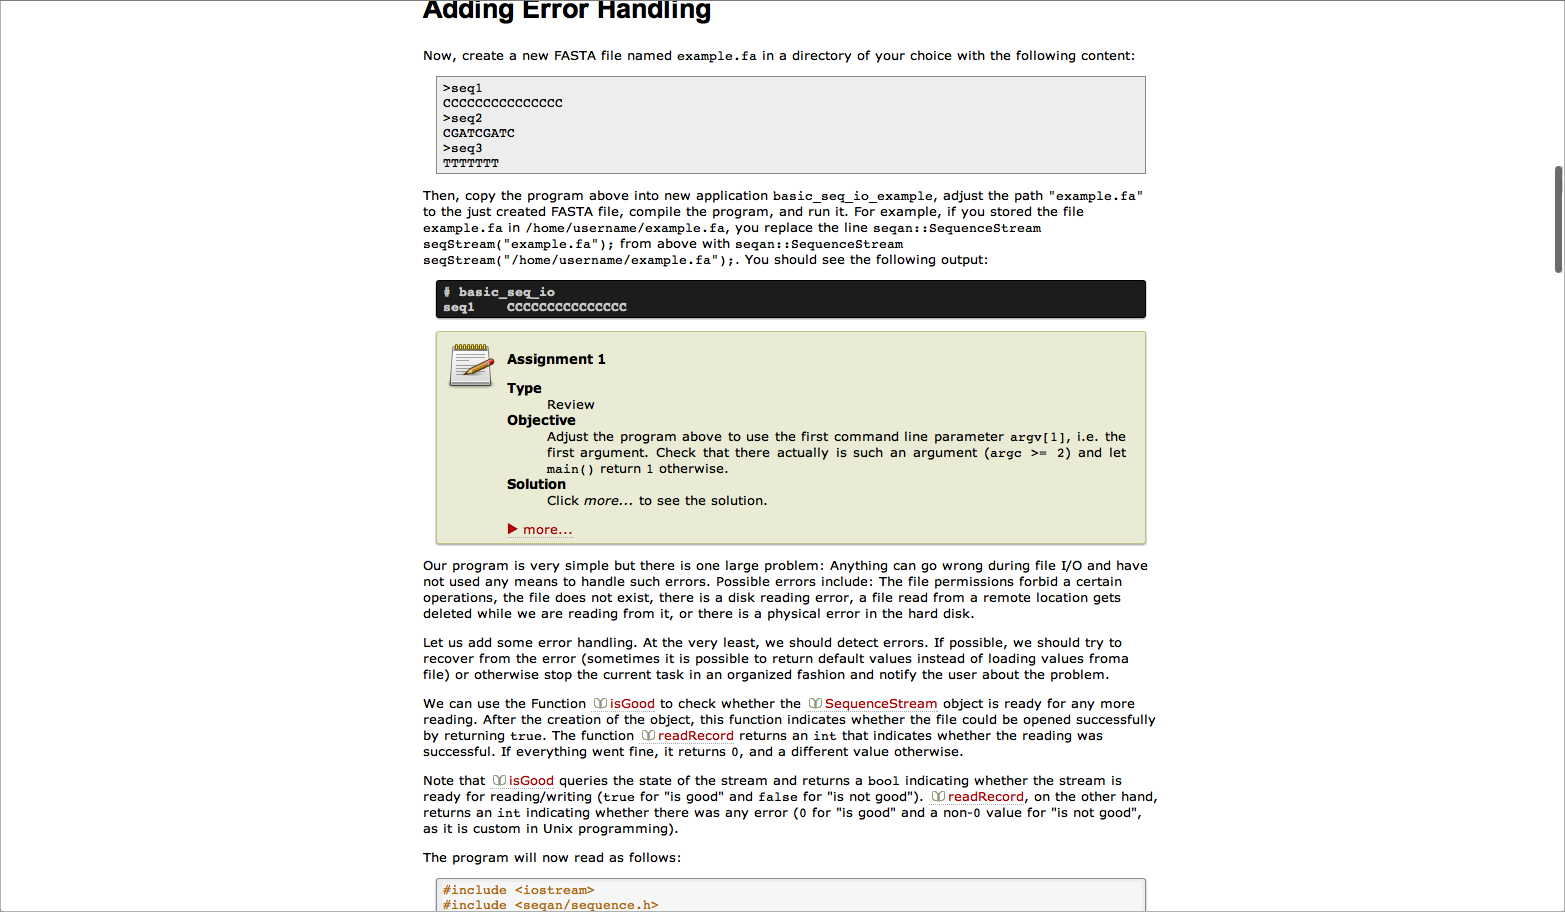 Adding Error Handling
Now, create a new FASTA file named example.fa in a directory of your choice with the following content:
>seq1
CCCCCCCCCCCCCCC
>seq2
CGATCGATC
>seq3
TTTTTTT
Then, copy the program above into new application basic_seq_io_example, adjust the path "example.fa"
to the just created FASTA file, compile the program, and run it. For example, if you stored the file
example.fa in /home/username/example.fa, you replace the line seqan::SequenceStream
seqStream("example.fa"); from above with seqan::SequenceStream
seqStream("/home/username/example.fa");. You should see the following output:
# basic_seq_io
seq1    CCCCCCCCCCCCCCC
Assignment 1
Type
Review
Objective
Adjust the program above to use the first command line parameter argv[1], i.e. the
first argument. Check that there actually is such an argument (argc >= 2) and let
main() return 1 otherwise.
Solution
Click more... to see the solution.
more...
Our program is very simple but there is one large problem: Anything can go wrong during file I/O and have
not used any means to handle such errors. Possible errors include: The file permissions forbid a certain
operations, the file does not exist, there is a disk reading error, a file read from a remote location gets
deleted while we are reading from it, or there is a physical error in the hard disk.
Let us add some error handling. At the very least, we should detect errors. If possible, we should try to
recover from the error (sometimes it is possible to return default values instead of loading values froma
file) or otherwise stop the current task in an organized fashion and notify the user about the problem.
We can use the Function isGood to check whether the SequenceStream object is ready for any more
reading. After the creation of the object, this function indicates whether the file could be opened successfully
by returning true. The function readRecord returns an int that indicates whether the reading was
successful. If everything went fine, it returns 0, and a different value otherwise.
Note that isGood queries the state of the stream and returns a bool indicating whether the stream is
ready for reading/writing (true for "is good" and false for "is not good"). readRecord, on the other hand,
returns an int indicating whether there was any error (0 for "is good" and a non-0 value for "is not good",
as it is custom in Unix programming).
The program will now read as follows:
#include <iostream>
#include <seqan/sequence.h>